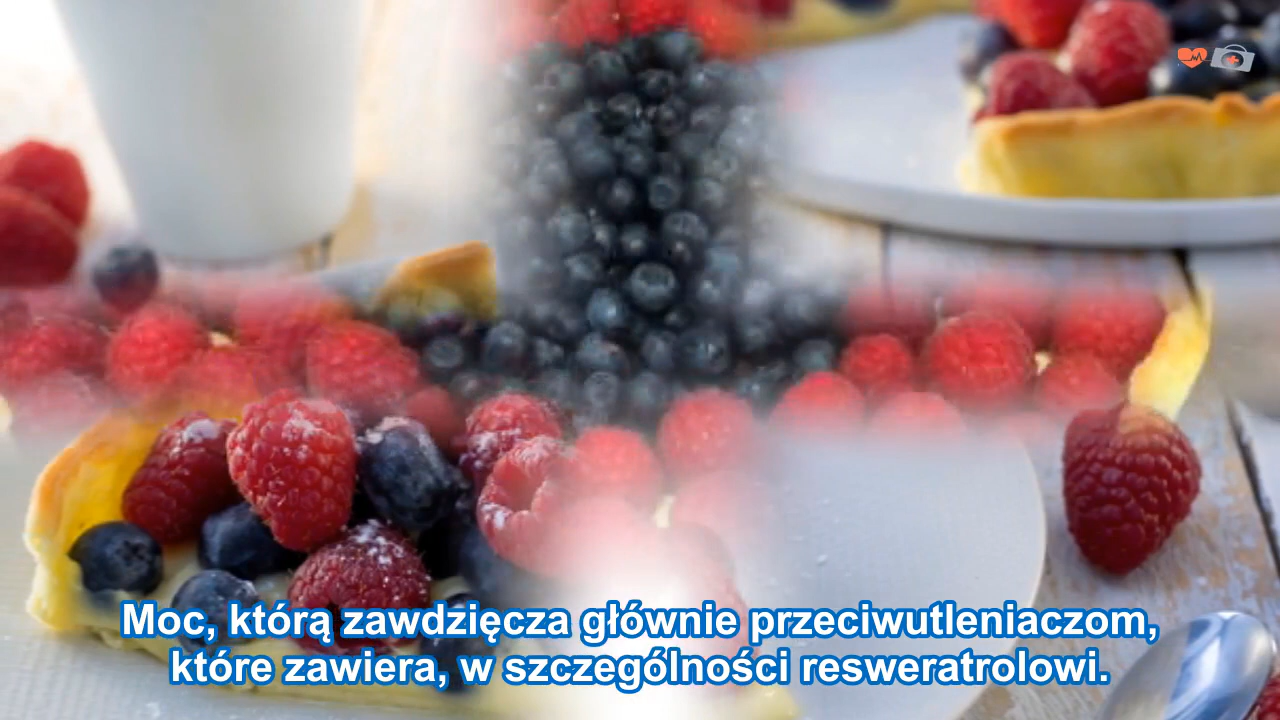 Moc, którą zawdzięcza głównie przeciwutleniaczom,
które zawiera, w szczególności resweratrolowi.